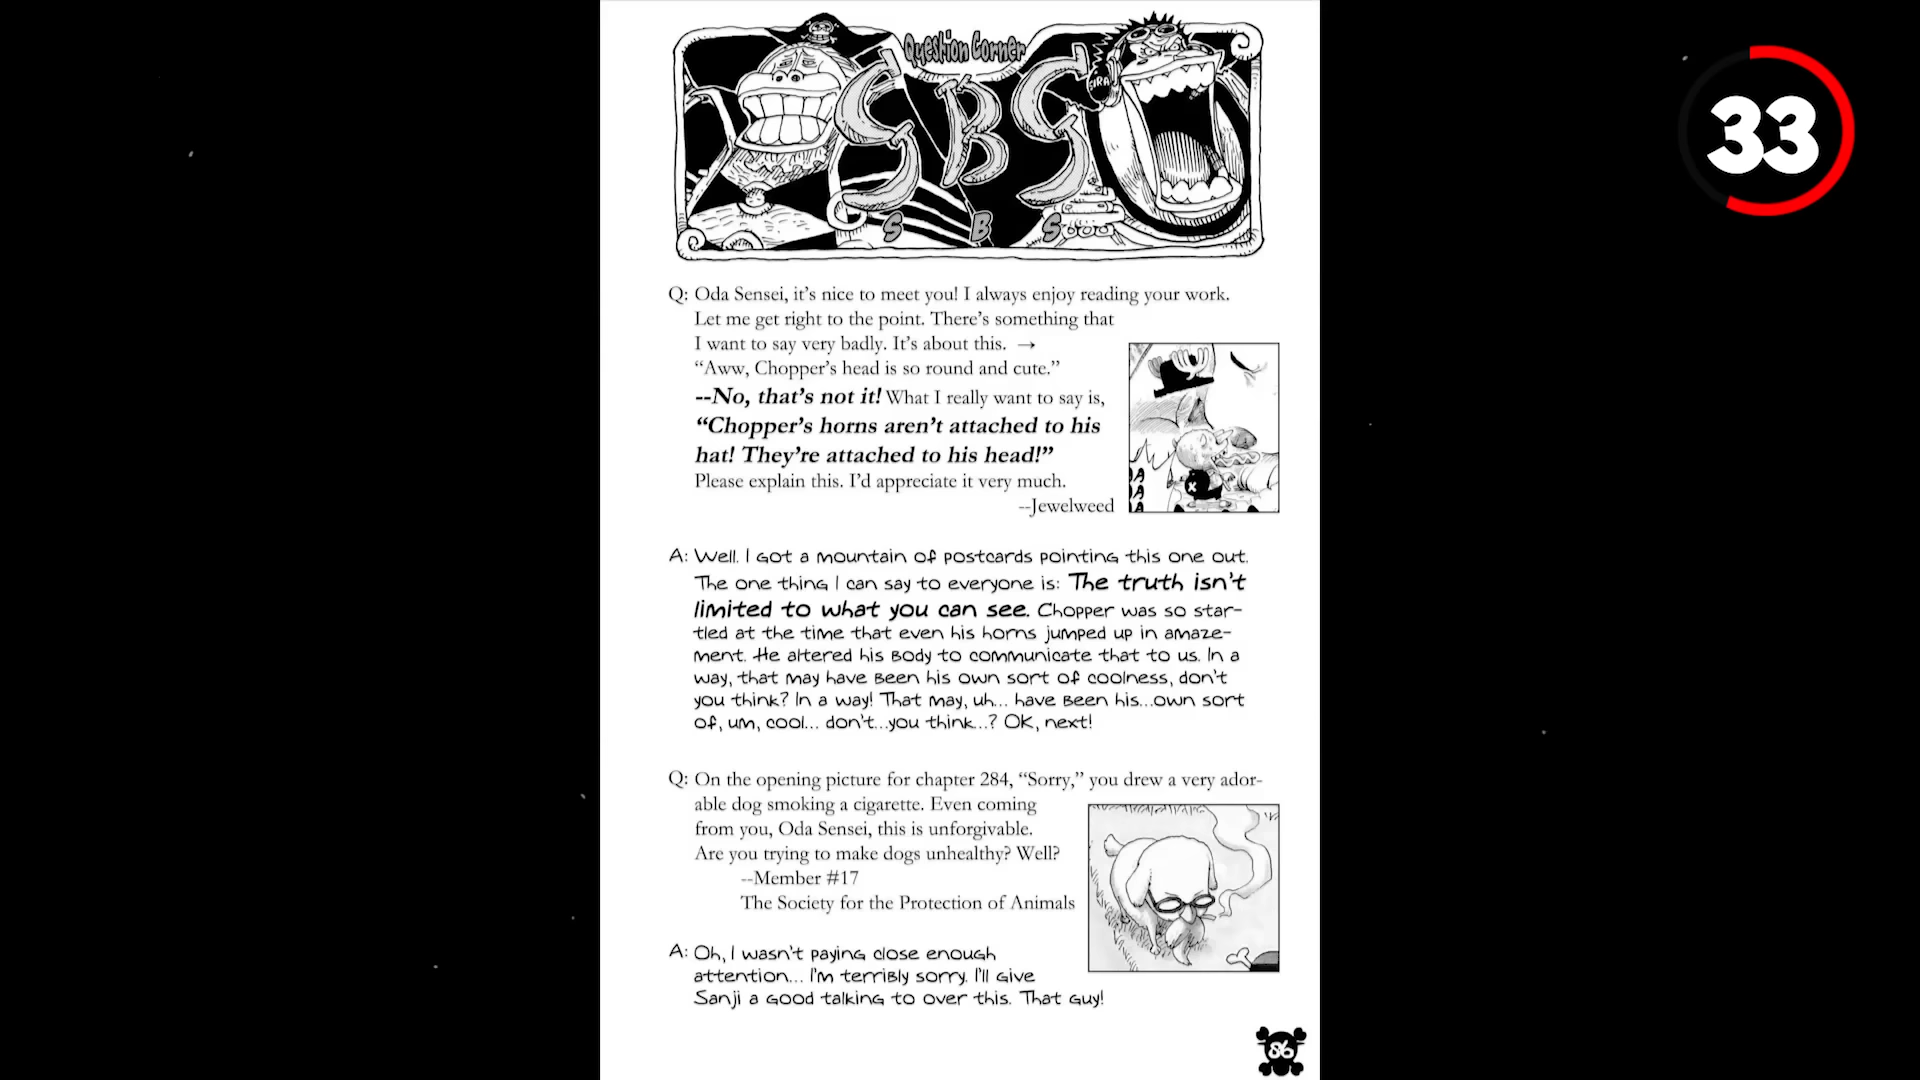 Question Corner
SBS
S B S
33
Q: Oda Sensei, it's nice to meet you! I always enjoy reading your work.
Let me get right to the point. There's something that
I want to say very badly. It's about this. →
“Aww, Chopper's head is so round and cute.”
--No, that's not it! What I really want to say is,
“Chopper's horns aren't attached to his
hat! They're attached to his head!”
Please explain this. I'd appreciate it very much.
--Jewelweed
A: Well. I got a mountain of postcards pointing this one out.
The one thing I can say to everyone is: The truth isn't
limited to what you can see. Chopper was so star-
tled at the time that even his horns jumped up in amaze-
ment. He altered his body to communicate that to us. In a
way, that may have been his own sort of coolness, don't
you think? In a way! That may, uh... have been his...own sort
of, um, cool... don't...you think...? OK, next!
Q: On the opening picture for chapter 284, “Sorry,” you drew a very ador-
able dog smoking a cigarette. Even coming
from you, Oda Sensei, this is unforgivable.
Are you trying to make dogs unhealthy? Well?
--Member #17
The Society for the Protection of Animals
A: Oh, I wasn't paying close enough
attention... I'm terribly sorry. I'll give
Sanji a good talking to over this. That guy!
86